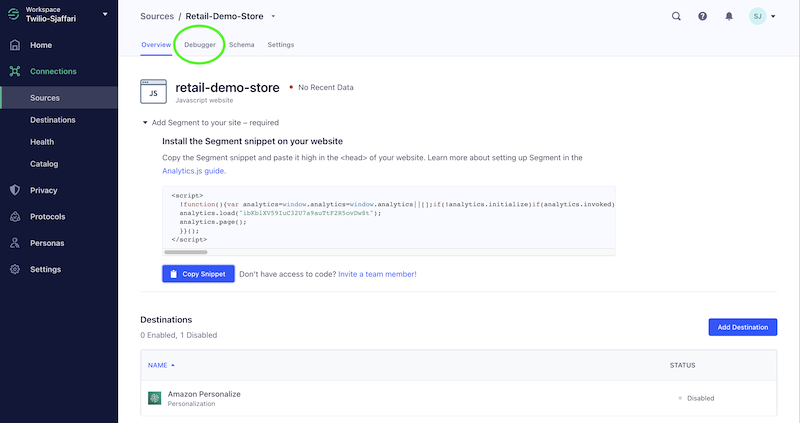 Workspace
Twilio-Sjaffari
Home
Connections
Sources
Destinations
Health
Catalog
Privacy
Protocols
Personas
Settings
Sources / Retail-Demo-Store
SJ
Overview Debugger Schema Settings
JS
retail-demo-store
No Recent Data
Javascript website
Add Segment to your site – required
Install the Segment snippet on your website
Copy the Segment snippet and paste it high in the <head> of your website. Learn more about setting up Segment in the
Analytics.js guide.
<script>
!function(){var analytics=window.analytics=window.analytics||[];if(!analytics.initialize)if(analytics.invoked)
analytics.page();
}}();
</script>
Copy Snippet
Don't have access to code? Invite a team member!
Destinations
0 Enabled, 1 Disabled
Add Destination
NAME STATUS
Amazon Personalize
Personalization
Disabled